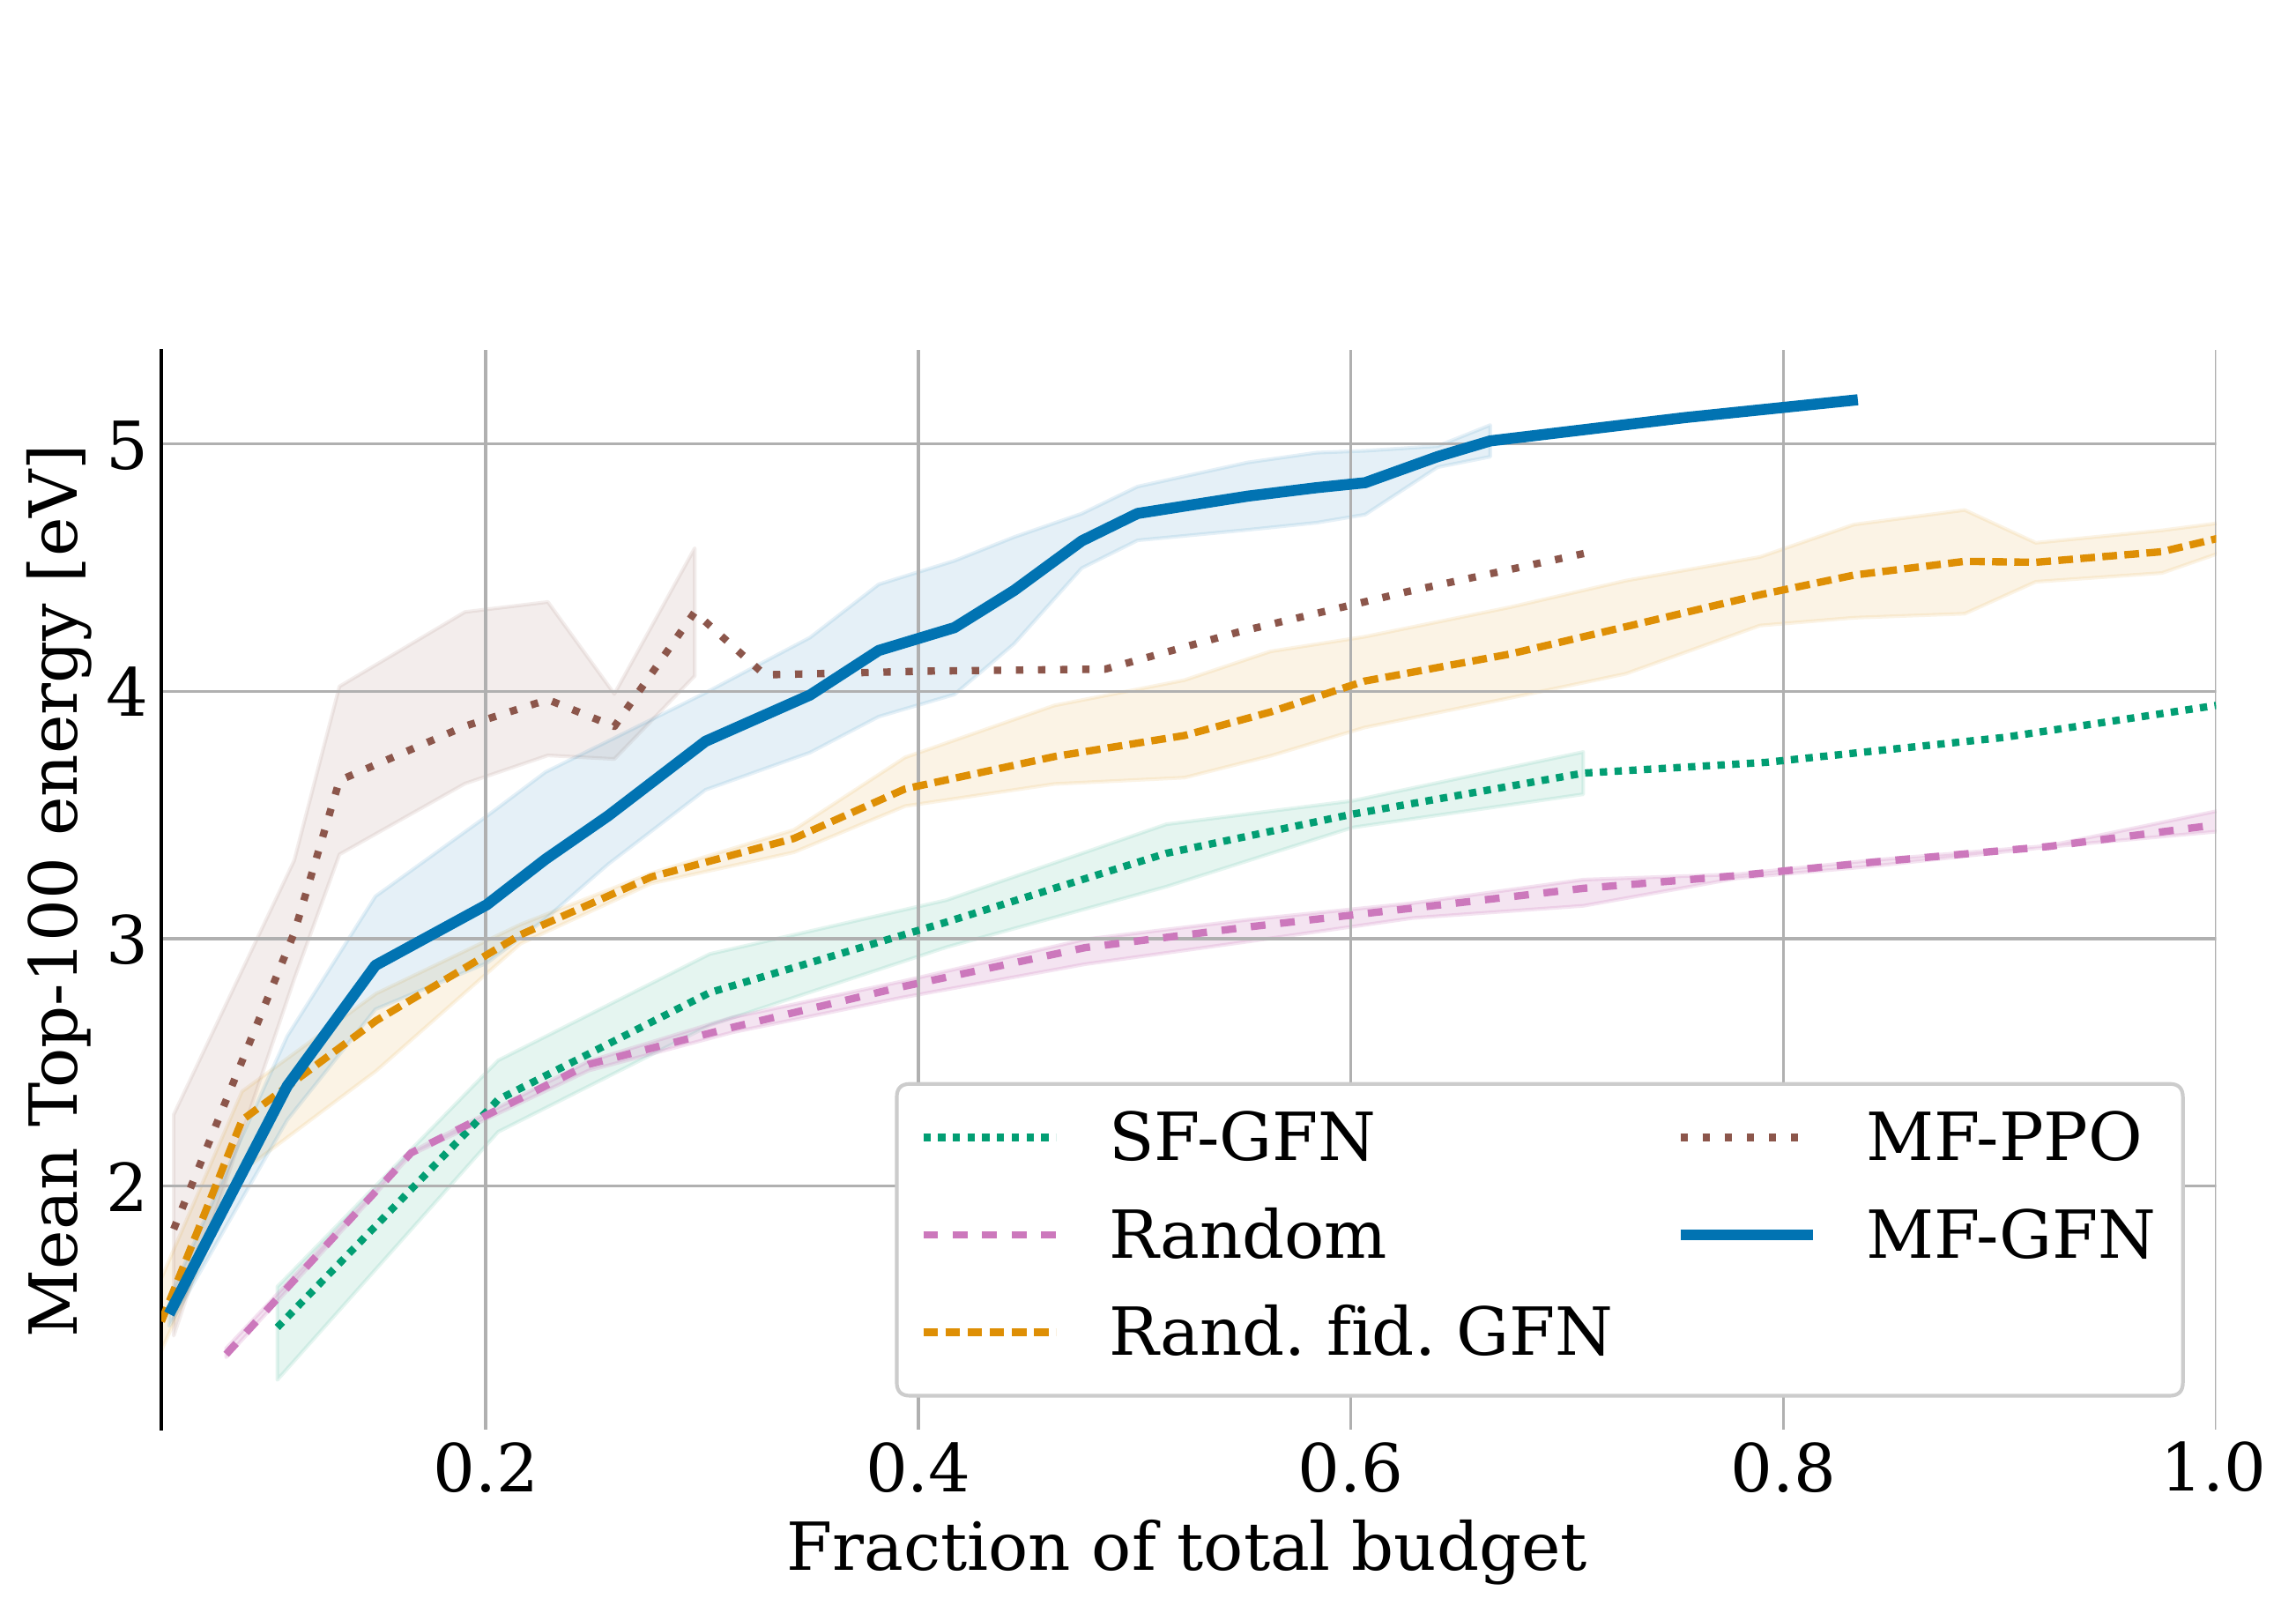 Mean Top-100 energy [eV]
5
4
3
2
SF-GFN
Random
Rand. fid. GFN
MF-PPO
MF-GFN
0.2 0.4 0.6 0.8 1.0
Fraction of total budget